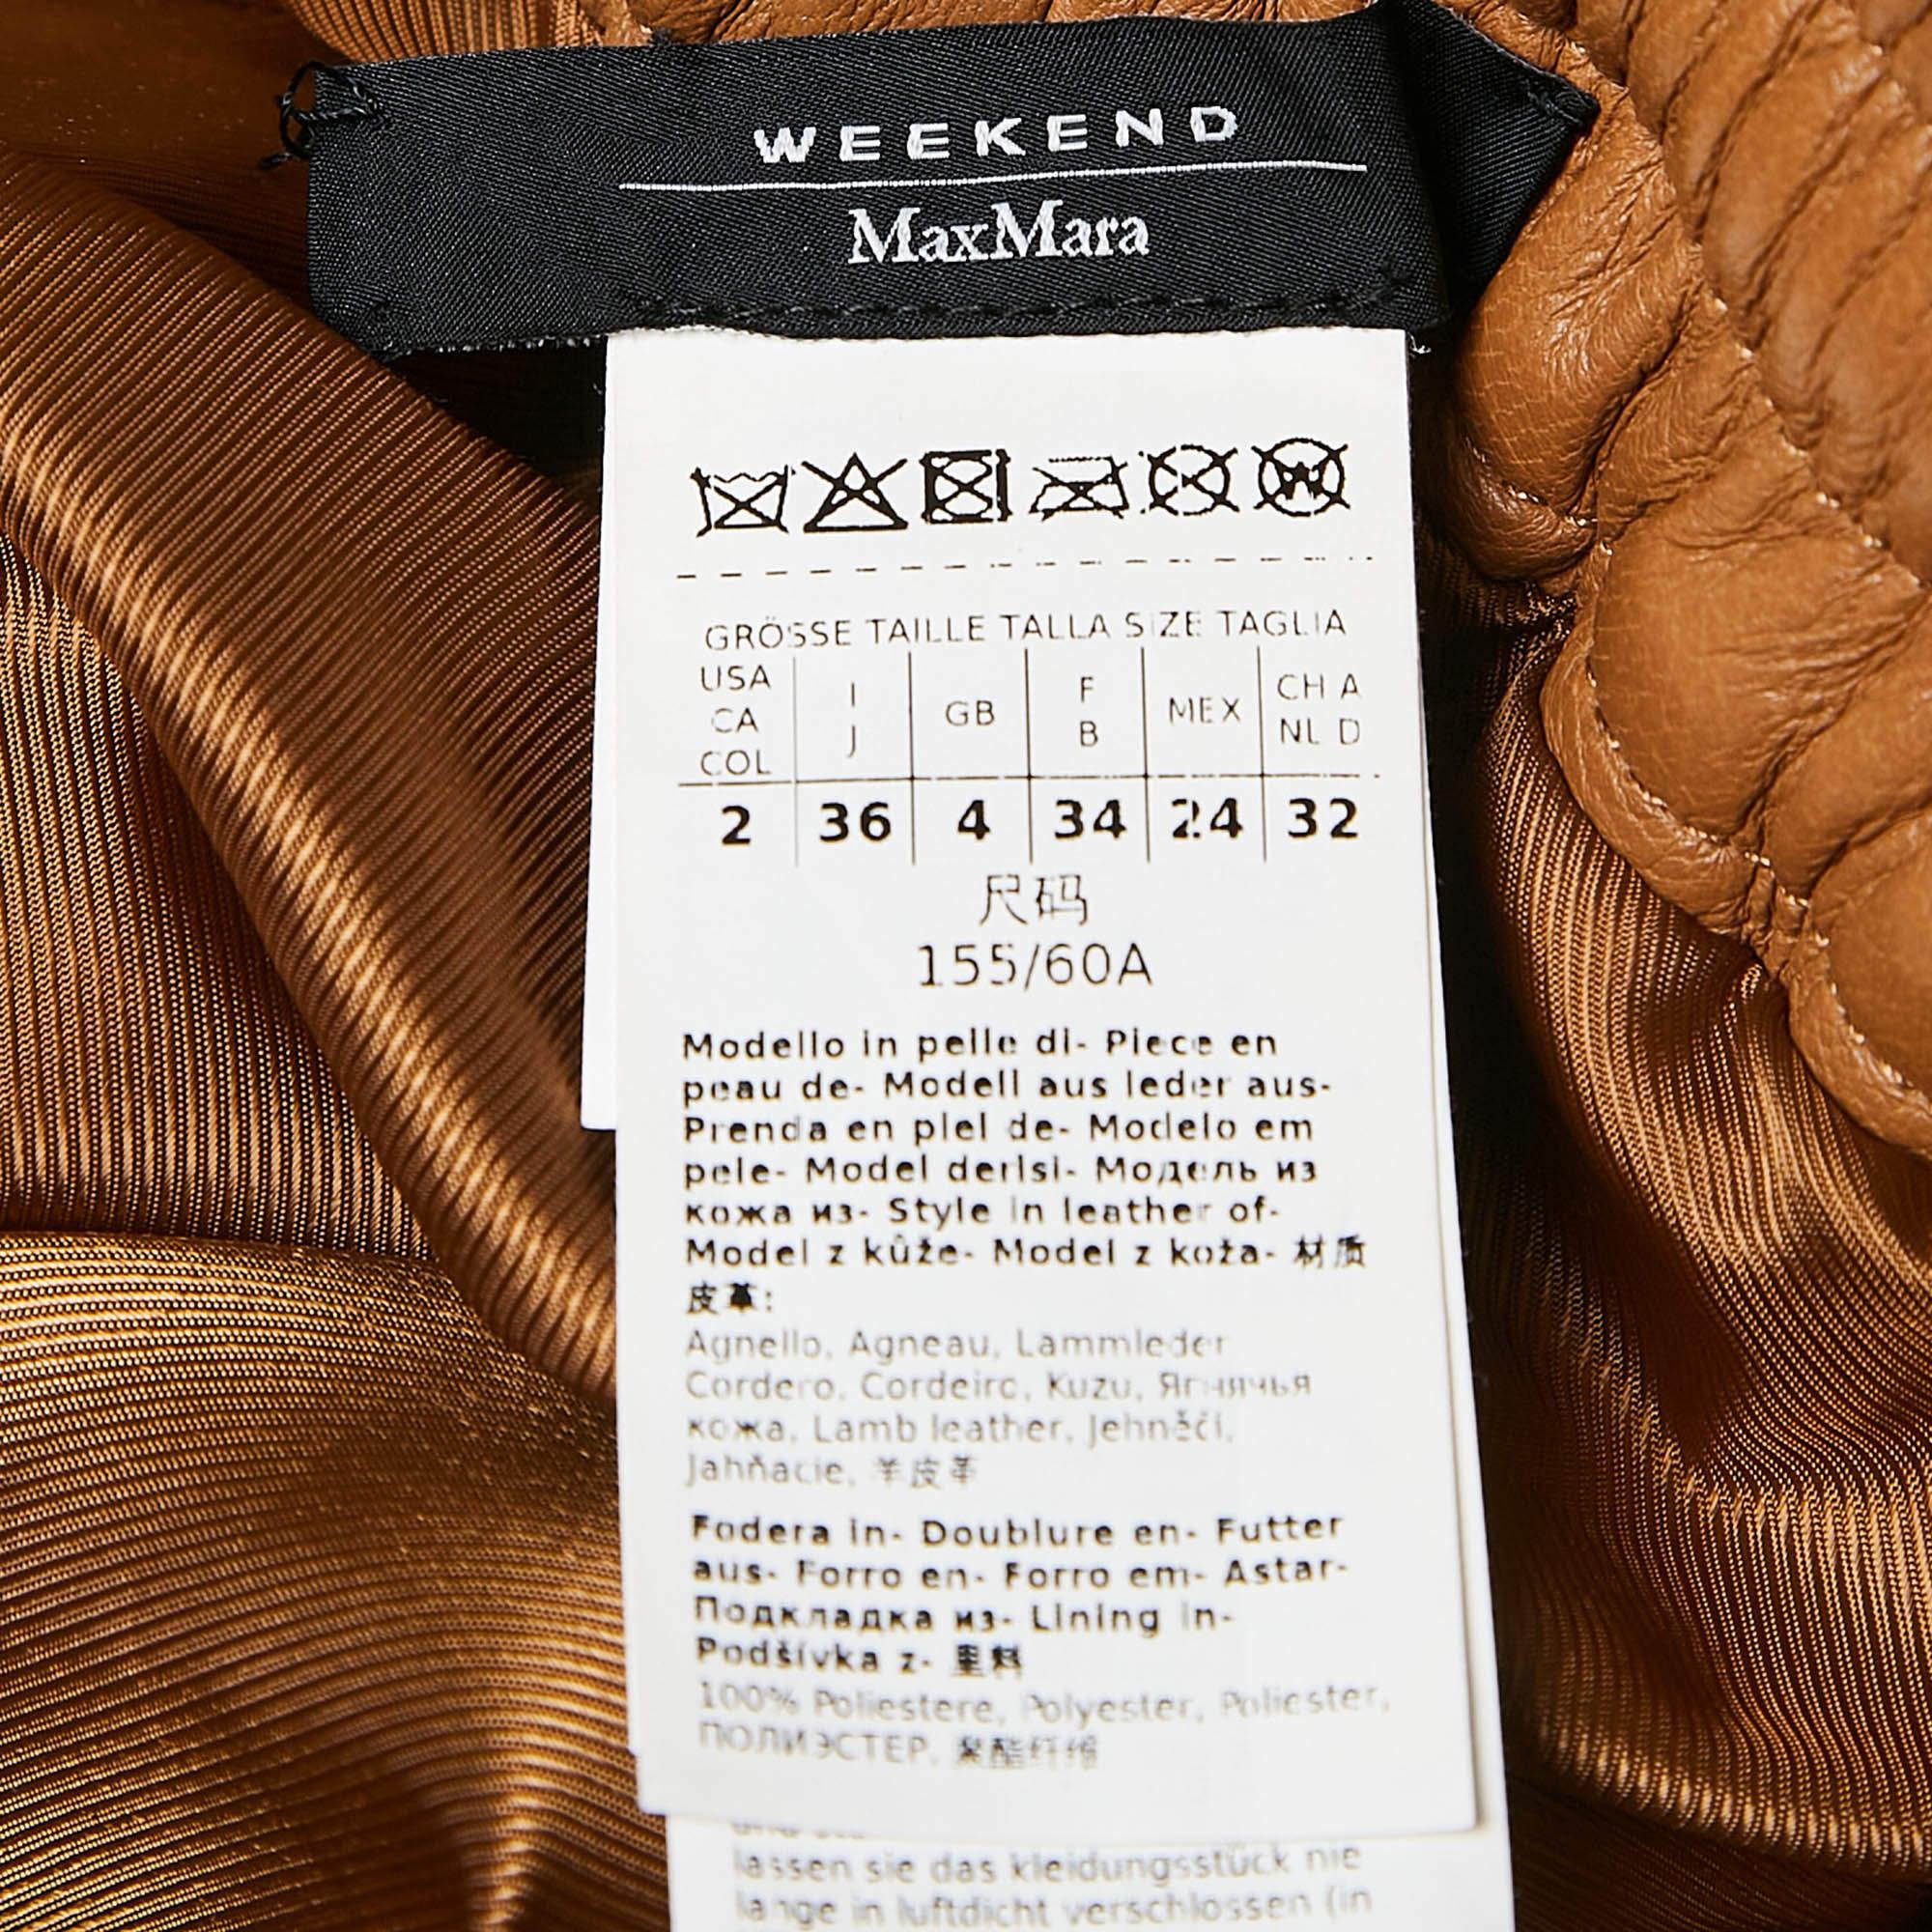 WEEKEND
MaxMara
W
GRÖSSE TAILLE TALLA SIZE TAGLIA
USA CA COL I J GB F B MEX CH A NL D
2 36 4 34 24 32
尺码
155/60A
Modello in pelle di- Piece en
peau de- Modell aus leder aus-
Prenda en piel de- Modelo em
pele- Model derisi- Модель из
кожа из- Style in leather of-
Model z kůže- Model z koža- 材质
皮革:
Agnello, Agneau, Lammleder
Cordero, Cordeiro, Kuzu, Ягнячья
кожа, Lamb leather, Jehněčí,
Jahňacie, 羊皮革
Fodera in- Doublure en- Futter
aus- Forro en- Forro em- Astar-
Подкладка из- Lining in-
Podšívka z- 里料
100% Poliestere, Polyester, Poliester,
ПОЛИЭСТЕР, 聚酯纤维
lassen sie das kleidungsstück nie
lange in luftdicht verschlossen (in